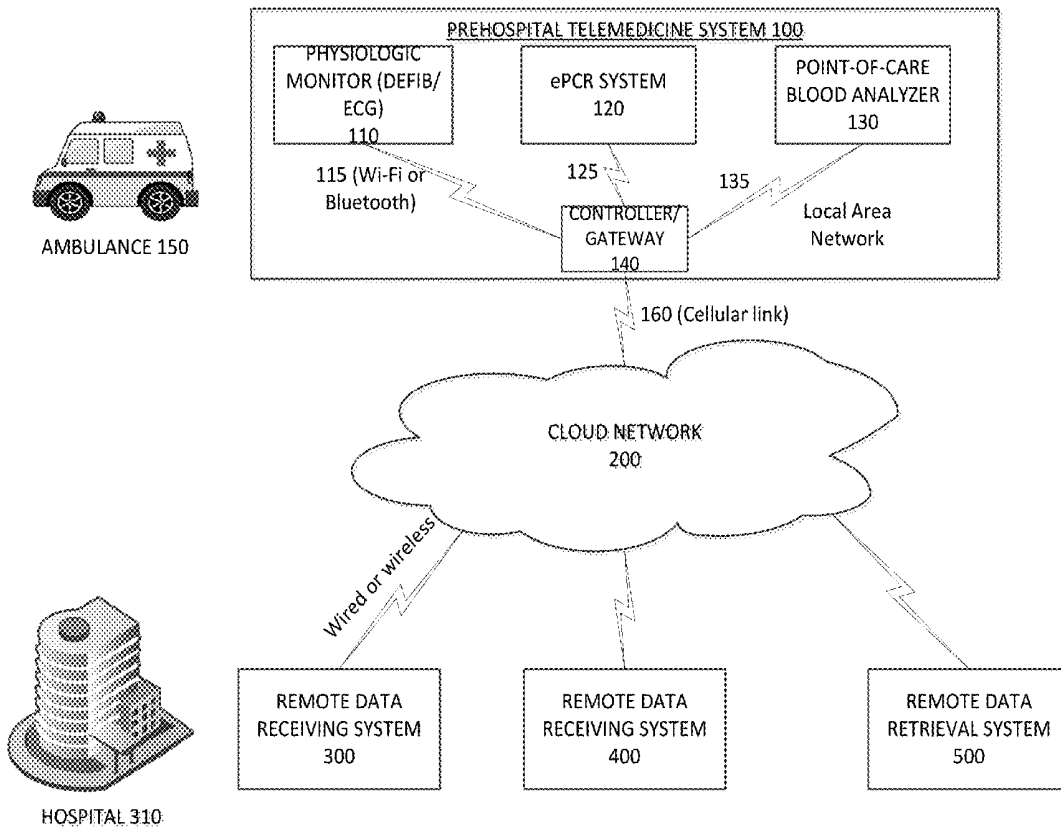 PREHOSPITAL TELEMEDICINE SYSTEM 100
PHYSIOLOGIC
MONITOR (DEFIB/
ECG)
110
ePCR SYSTEM
120
POINT-OF-CARE
BLOOD ANALYZER
130
115 (Wi-Fi or
Bluetooth)
125
135
Local Area
Network
CONTROLLER/
GATEWAY
140
AMBULANCE 150
160 (Cellular link)
CLOUD NETWORK
200
Wired or wireless
REMOTE DATA
RECEIVING SYSTEM
300
REMOTE DATA
RECEIVING SYSTEM
400
REMOTE DATA
RETRIEVAL SYSTEM
500
HOSPITAL 310